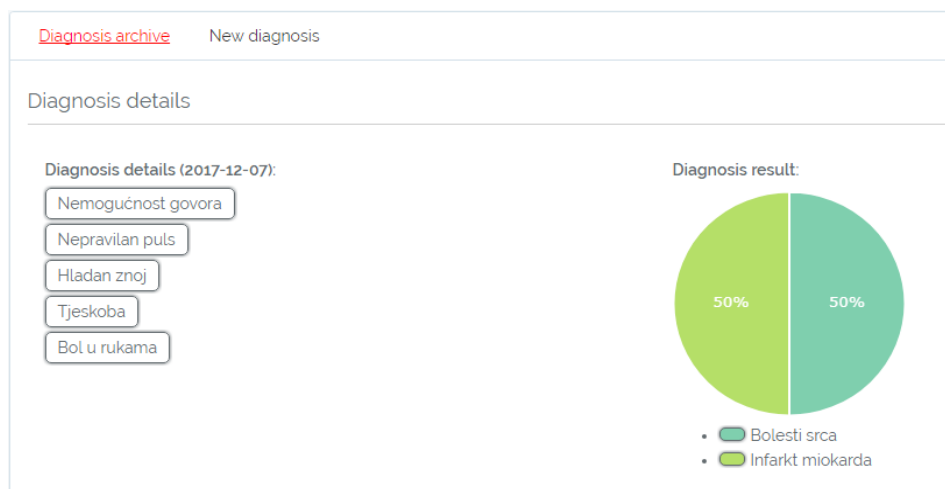 Diagnosis archive New diagnosis
Diagnosis details
Diagnosis details (2017-12-07):
Nemogućnost govora
Nepravilan puls
Hladan znoj
Tjeskoba
Bol u rukama
Diagnosis result:
50% 50%
Bolesti srca
Infarkt miokarda